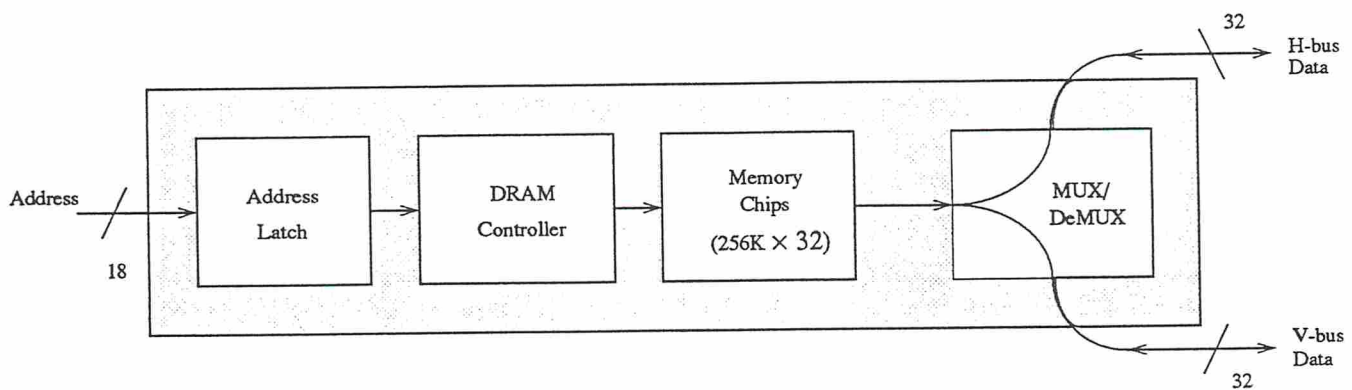 32
H-bus
Data
Address
18
Address
Latch
DRAM
Controller
Memory
Chips
(256K × 32)
MUX/
DeMUX
V-bus
Data
32